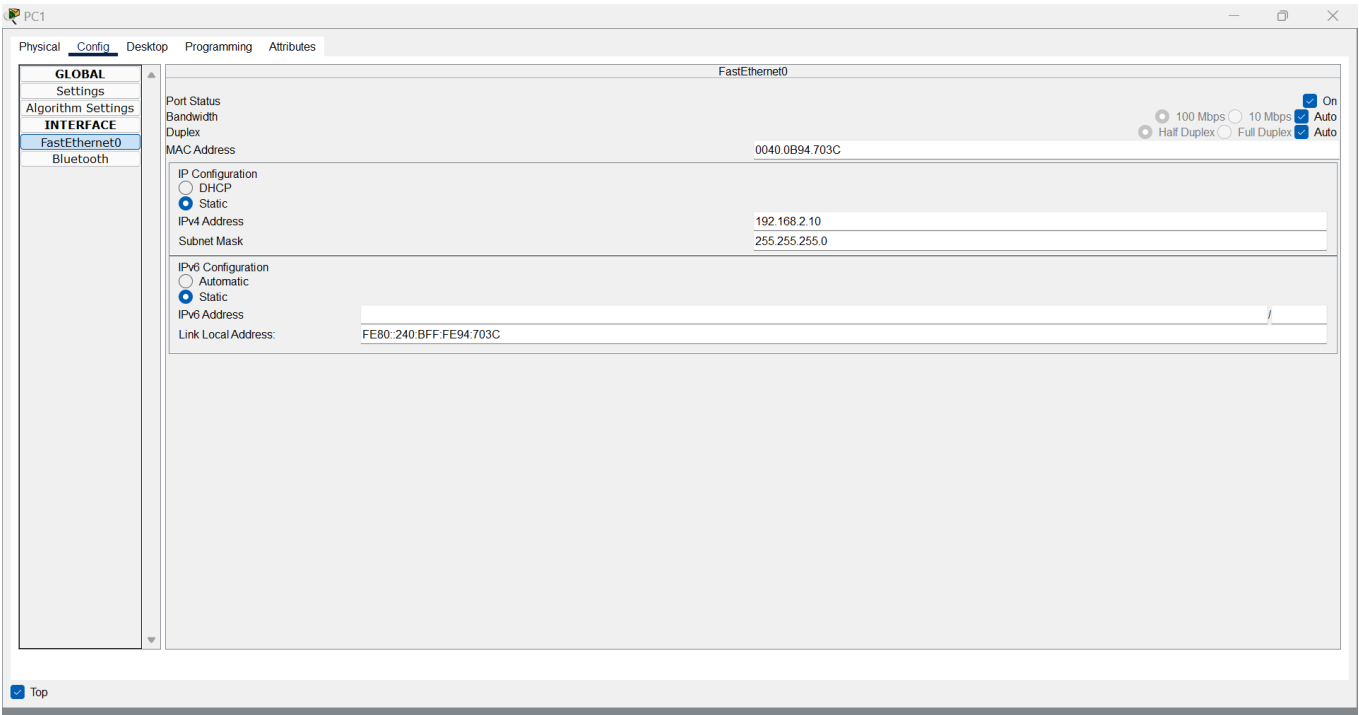 PC1
Physical Config Desktop Programming Attributes
GLOBAL
Settings
Algorithm Settings
INTERFACE
FastEthernet0
Bluetooth
FastEthernet0
Port Status On
Bandwidth 100 Mbps 10 Mbps Auto
Duplex Half Duplex Full Duplex Auto
MAC Address 0040.0B94.703C
IP Configuration
DHCP
Static
IPv4 Address 192.168.2.10
Subnet Mask 255.255.255.0
IPv6 Configuration
Automatic
Static
IPv6 Address /
Link Local Address: FE80::240:BFF:FE94:703C
Top